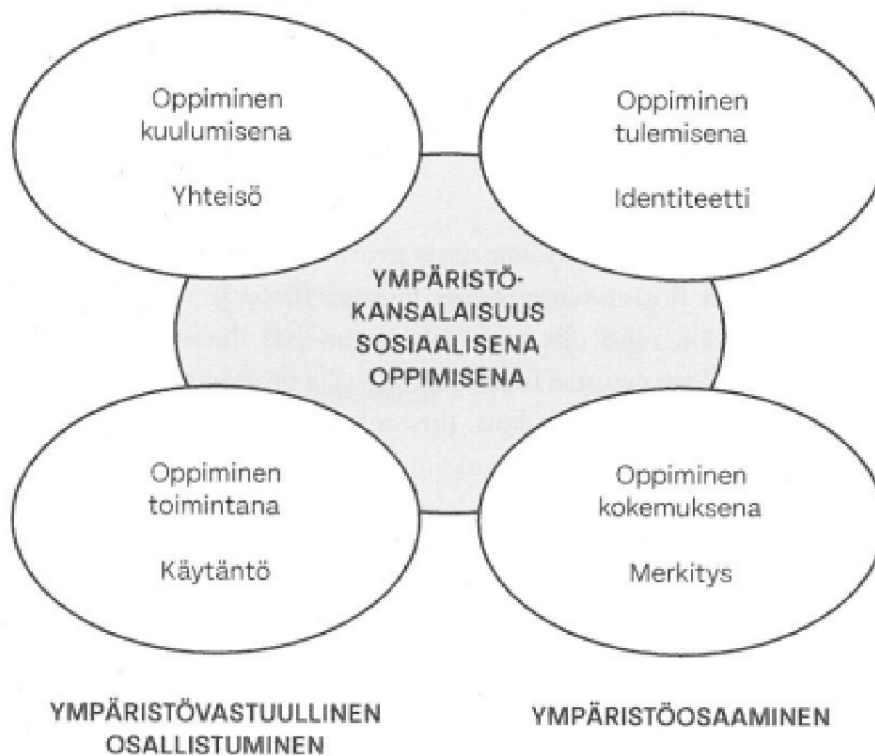 Oppiminen
kuulumisena
Yhteisö
Oppiminen
tulemisena
Identiteetti
YMPÄRISTÖ-
KANSALAISUUS
SOSIAALISENA
OPPIMISENA
Oppiminen
toimintana
Käytäntö
Oppiminen
kokemuksena
Merkitys
YMPÄRISTÖVASTUULLINEN
OSALLISTUMINEN
YMPÄRISTÖOSAAMINEN